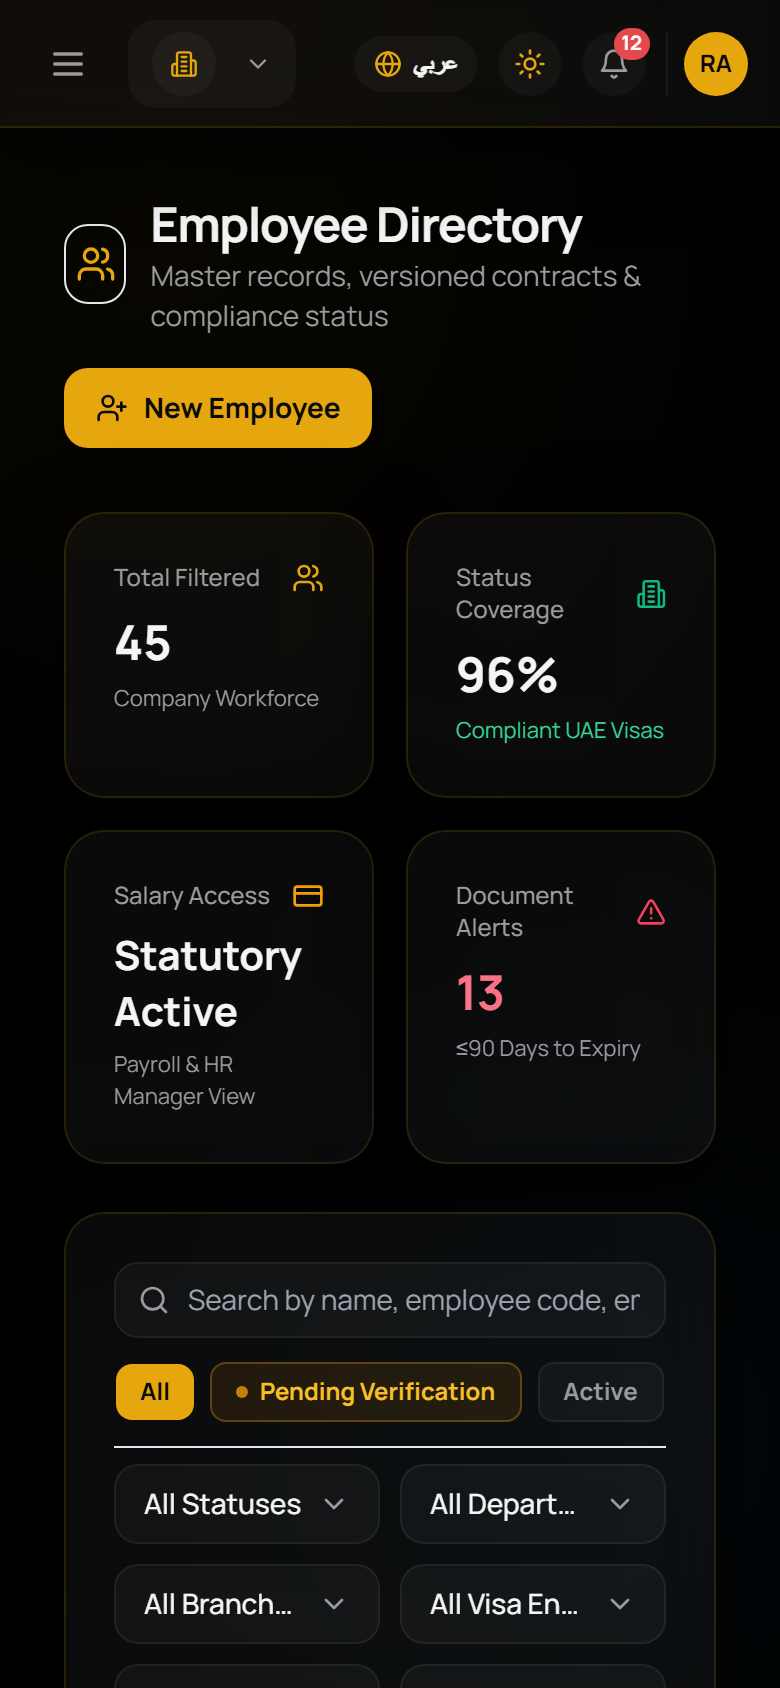 عربي
12
RA
Employee Directory
Master records, versioned contracts &
compliance status
New Employee
Total Filtered
45
Company Workforce
Status
Coverage
96%
Compliant UAE Visas
Salary Access
Statutory
Active
Payroll & HR
Manager View
Document
Alerts
13
≤90 Days to Expiry
Search by name, employee code, er
All
Pending Verification
Active
All Statuses
All Depart...
All Branch...
All Visa En...